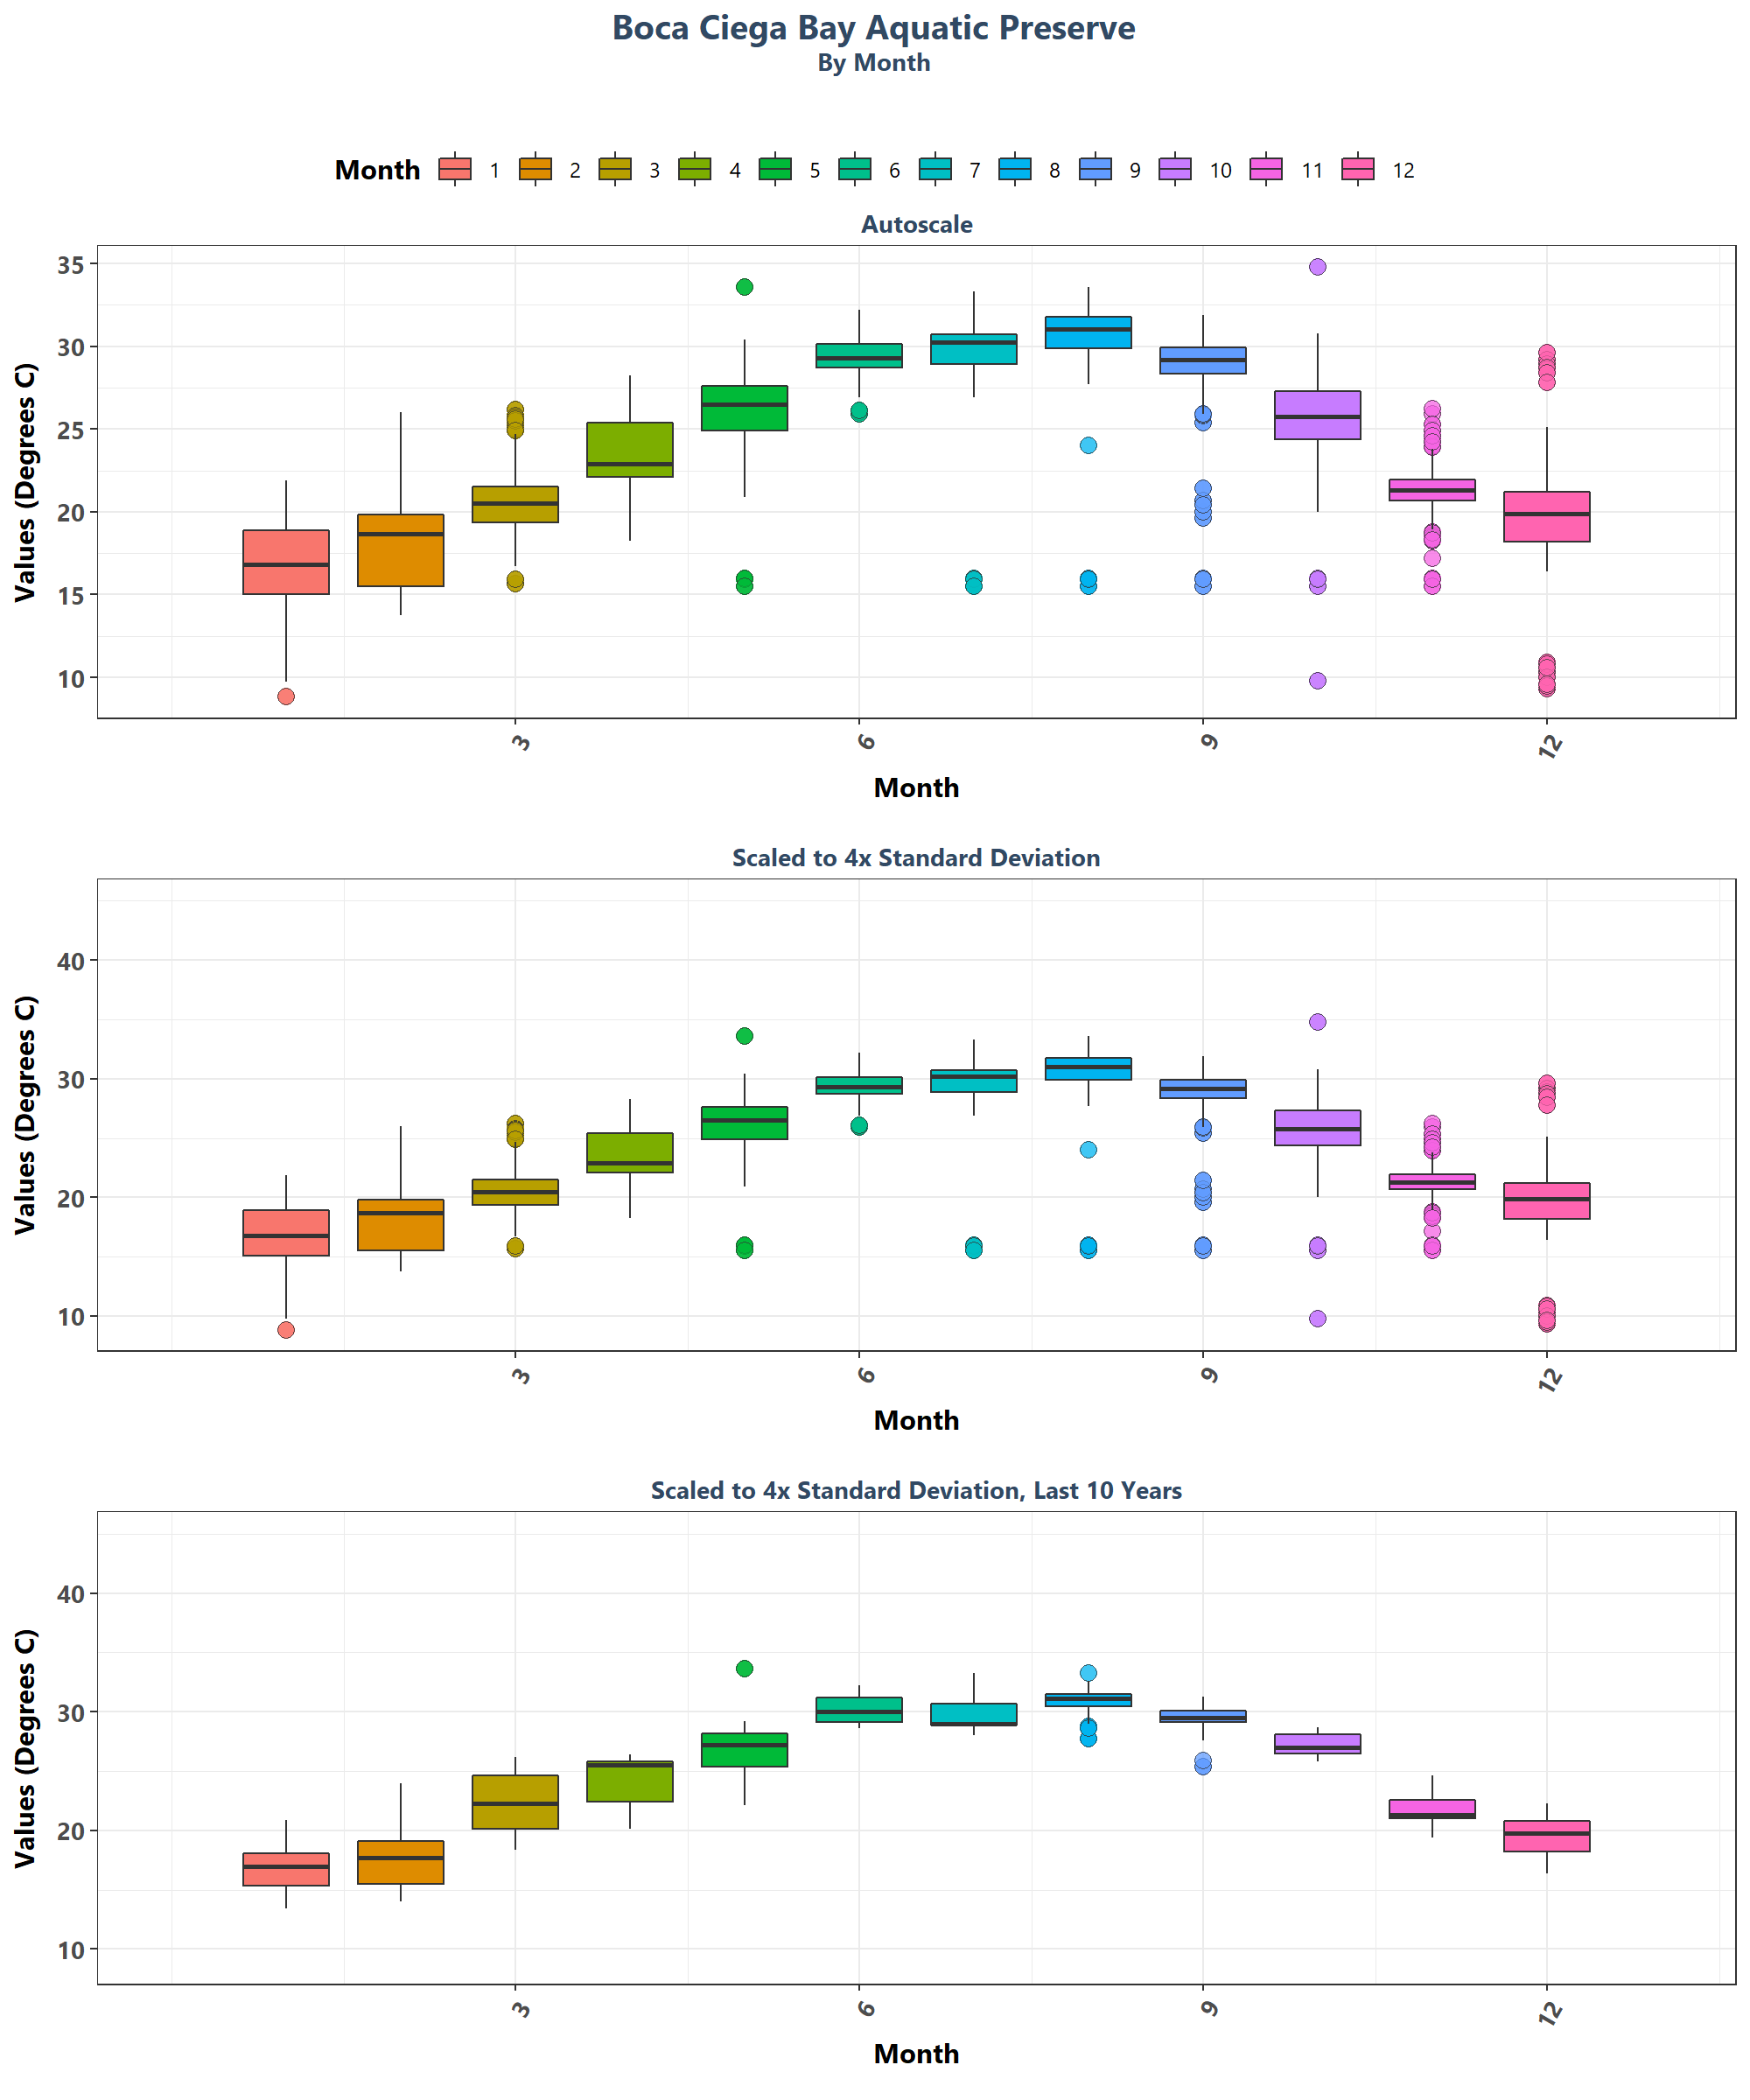 Boca Ciega Bay Aquatic Preserve
By Month
Month 1 2 3 4 5 6 7 8 9 10 11 12
Autoscale
Values (Degrees C)
35
30
25
20
15
10
3 6 9 12
Month
Scaled to 4x Standard Deviation
Values (Degrees C)
40
30
20
10
3 6 9 12
Month
Scaled to 4x Standard Deviation, Last 10 Years
Values (Degrees C)
40
30
20
10
3 6 9 12
Month